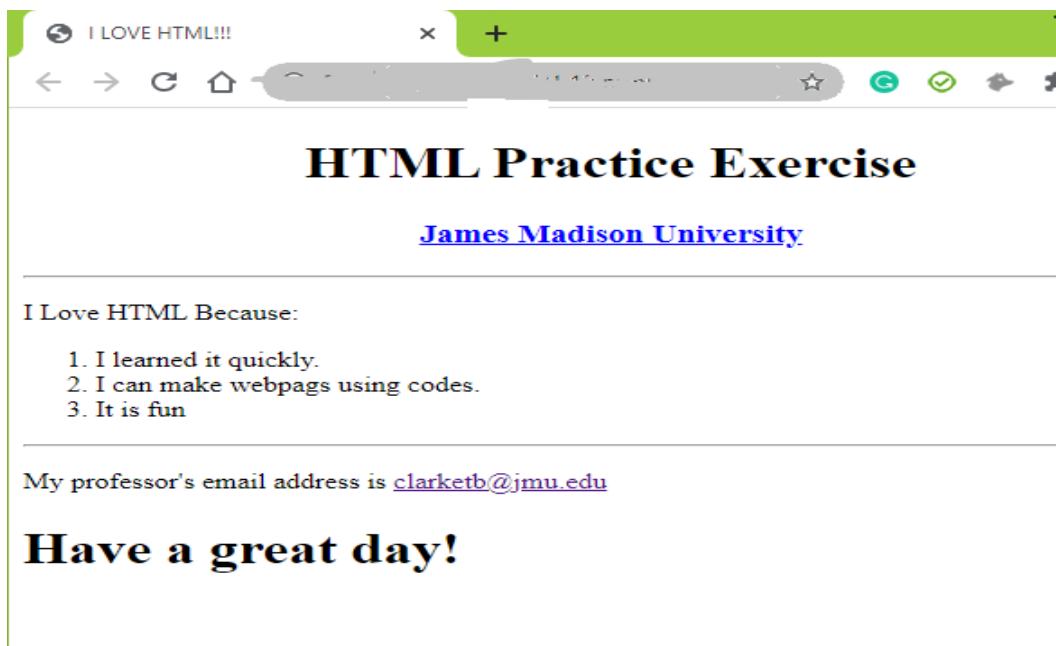 I LOVE HTML!!!
HTML Practice Exercise
James Madison University
I Love HTML Because:
1. I learned it quickly.
2. I can make webpags using codes.
3. It is fun
My professor's email address is clarketb@jmu.edu
Have a great day!